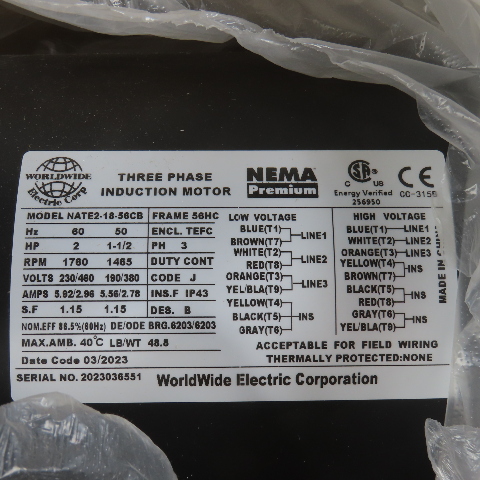 WORLDWIDE
Electric Corp
THREE PHASE
INDUCTION MOTOR
NEMA
Premium
C US
Energy Verified
256950
CE
CC-315B
MODEL NATE2-18-56CB FRAME 56HC
Hz 60 50 ENCL. TEFC
HP 2 1-1/2 PH 3
RPM 1760 1465 DUTY CONT
VOLTS 230/460 190/380 CODE J
AMPS 5.92/2.96 5.56/2.78 INS.F IP43
S.F 1.15 1.15 DES. B
NOM.EFF 86.5%(60Hz) DE/ODE BRG.6203/6203
MAX.AMB. 40°C LB/WT 48.8
Date Code 03/2023
SERIAL NO. 2023036551
LOW VOLTAGE
BLUE(T1)
BROWN(T7) LINE1
WHITE(T2)
RED(T8) LINE2
ORANGE(T3)
YEL/BLA(T9) LINE3
YELLOW(T4)
BLACK(T5) INS
GRAY(T6)
HIGH VOLTAGE
BLUE(T1) LINE1
WHITE(T2) LINE2
ORANGE(T3) LINE3
YELLOW(T4)
BROWN(T7) INS
BLACK(T5)
RED(T8) INS
GRAY(T6)
YEL/BLA(T9) INS
ACCEPTABLE FOR FIELD WIRING
THERMALLY PROTECTED:NONE
WorldWide Electric Corporation
MADE IN